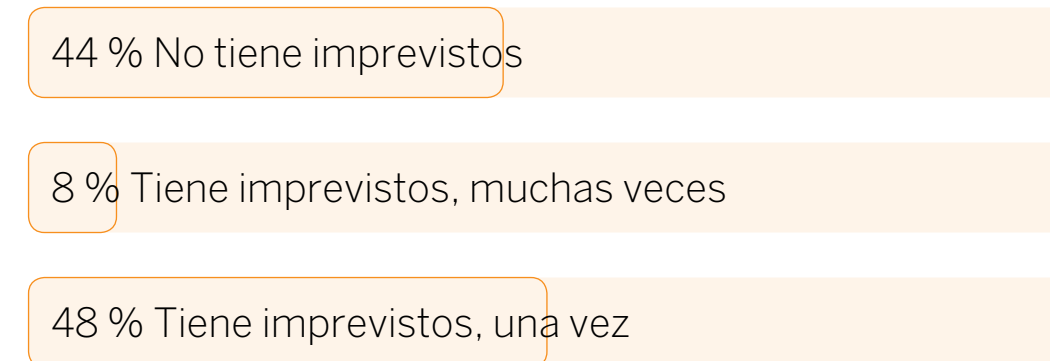 44 % No tiene imprevistos
8 % Tiene imprevistos, muchas veces
48 % Tiene imprevistos, una vez